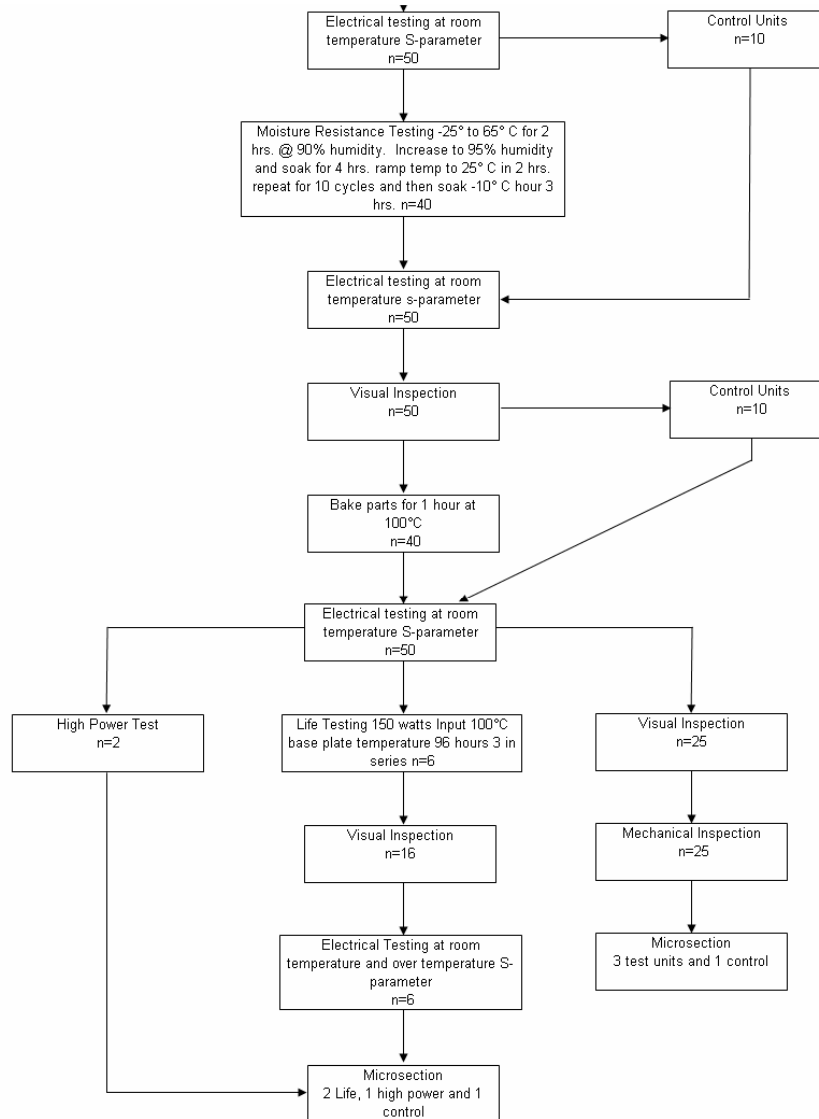 Electrical testing at room
temperature S-parameter
n=50
Control Units
n=10
Moisture Resistance Testing -25° to 65° C for 2
hrs. @ 90% humidity.  Increase to 95% humidity
and soak for 4 hrs. ramp temp to 25° C in 2 hrs.
repeat for 10 cycles and then soak -10° C hour 3
hrs. n=40
Electrical testing at room
temperature s-parameter
n=50
Visual Inspection
n=50
Control Units
n=10
Bake parts for 1 hour at
100°C
n=40
Electrical testing at room
temperature S-parameter
n=50
High Power Test
n=2
Life Testing 150 watts Input 100°C
base plate temperature 96 hours 3 in
series n=6
Visual Inspection
n=25
Visual Inspection
n=16
Mechanical Inspection
n=25
Electrical Testing at room
temperature and over temperature S-
parameter
n=6
Microsection
3 test units and 1 control
Microsection
2 Life, 1 high power and 1
control